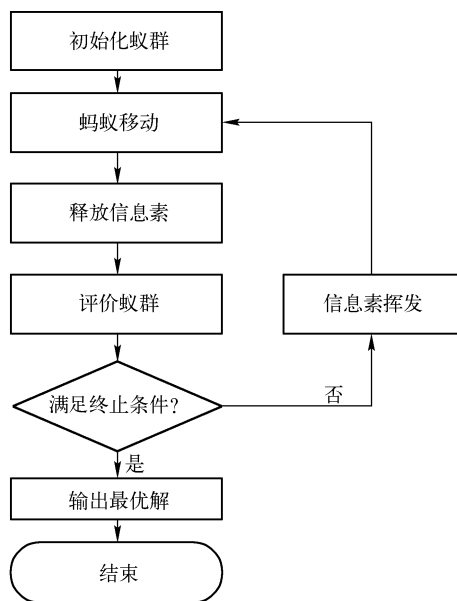 初始化蚁群
蚂蚁移动
释放信息素
评价蚁群
信息素挥发
满足终止条件?
否
是
输出最优解
结束